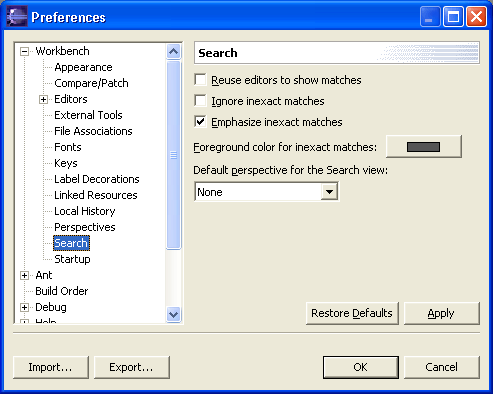 Preferences
Workbench
Appearance
Compare/Patch
Editors
External Tools
File Associations
Fonts
Keys
Label Decorations
Linked Resources
Local History
Perspectives
Search
Startup
Ant
Build Order
Debug
Help
Search
Reuse editors to show matches
Ignore inexact matches
Emphasize inexact matches
Foreground color for inexact matches:
Default perspective for the Search view:
None
Restore Defaults
Apply
Import...
Export...
OK
Cancel